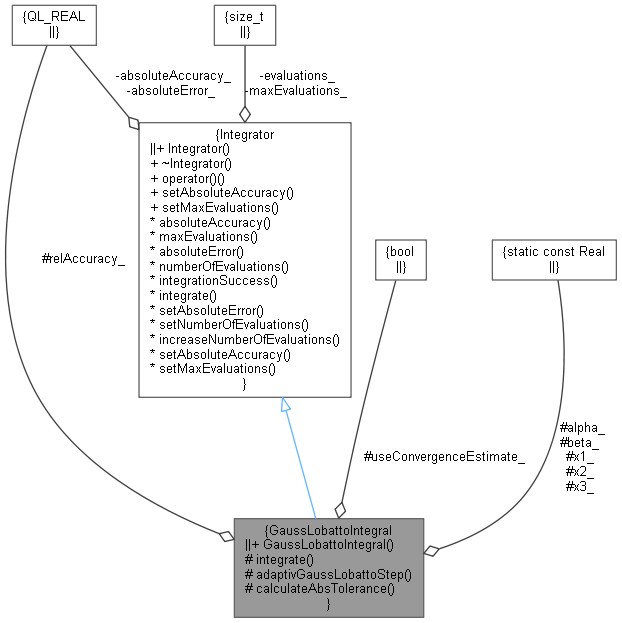 {QL_REAL
||}
{size_t
||}
-absoluteAccuracy_
-absoluteError_
-evaluations_
-maxEvaluations_
{Integrator
||+ Integrator()
+ ~Integrator()
+ operator()()
+ setAbsoluteAccuracy()
+ setMaxEvaluations()
* absoluteAccuracy()
* maxEvaluations()
* absoluteError()
* numberOfEvaluations()
* integrationSuccess()
* integrate()
* setAbsoluteError()
* setNumberOfEvaluations()
* increaseNumberOfEvaluations()
* setAbsoluteAccuracy()
* setMaxEvaluations()
}
#relAccuracy_
{bool
||}
{static const Real
||}
#useConvergenceEstimate_
#alpha_
#beta_
#x1_
#x2_
#x3_
{GaussLobattoIntegral
||+ GaussLobattoIntegral()
# integrate()
# adaptivGaussLobattoStep()
# calculateAbsTolerance()
}